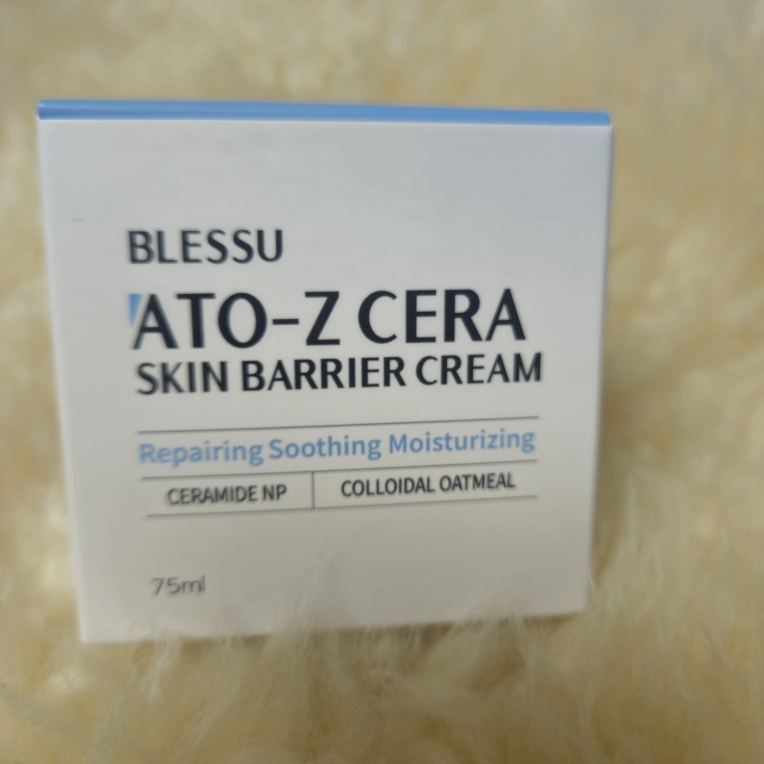 BLESSU
ATO-Z CERA
SKIN BARRIER CREAM
Repairing Soothing Moisturizing
CERAMIDE NP
COLLOIDAL OATMEAL
75ml